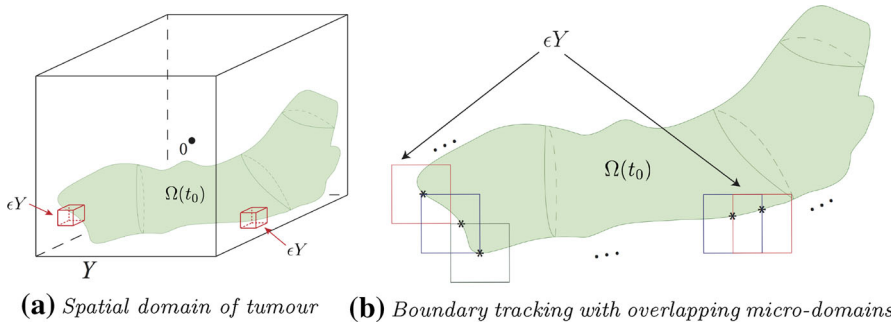 ϵY
0
Ω(t₀)
ϵY
ϵY
Y
(a) Spatial domain of tumour
ϵY
Ω(t₀)
(b) Boundary tracking with overlapping micro-domains